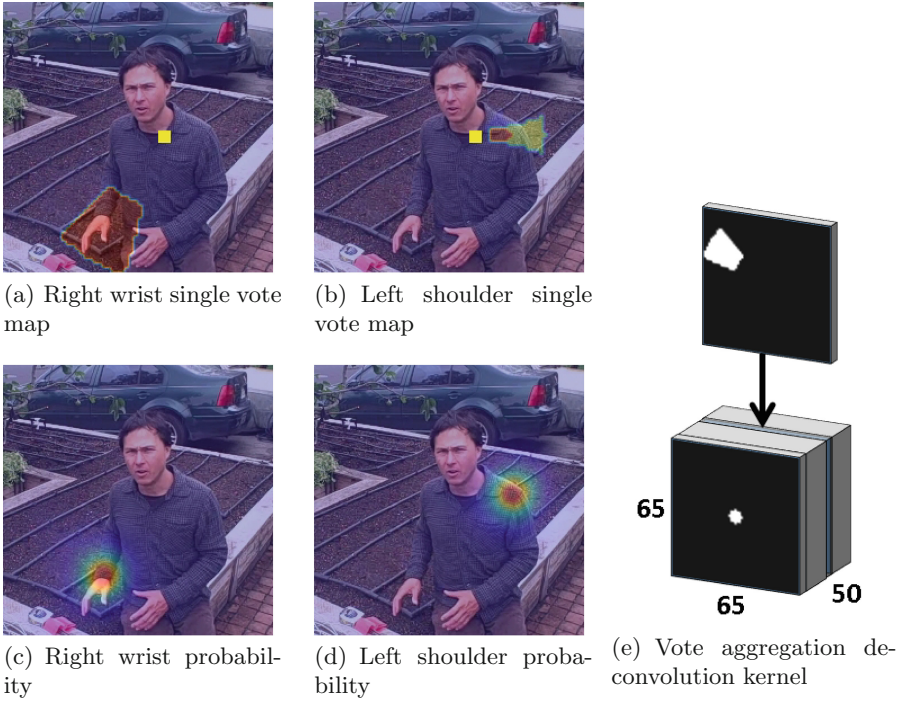 (a) Right wrist single vote
map
(b) Left shoulder single
vote map
(c) Right wrist probabil-
ity
(d) Left shoulder proba-
bility
65
65
50
(e) Vote aggregation de-
convolution kernel